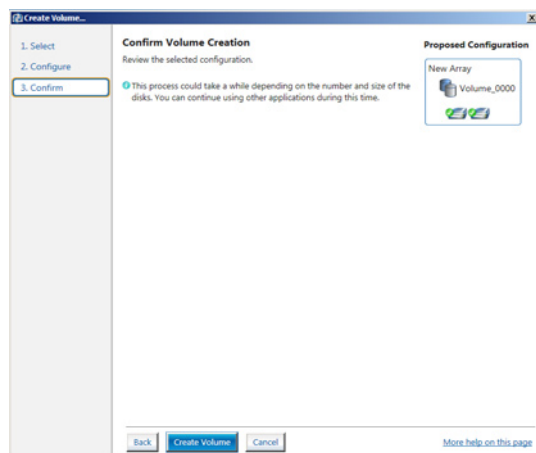 Create Volume...
1. Select
2. Configure
3. Confirm
Confirm Volume Creation
Review the selected configuration.
This process could take a while depending on the number and size of the
disks. You can continue using other applications during this time.
Proposed Configuration
New Array
Volume_0000
Back
Create Volume
Cancel
More help on this page